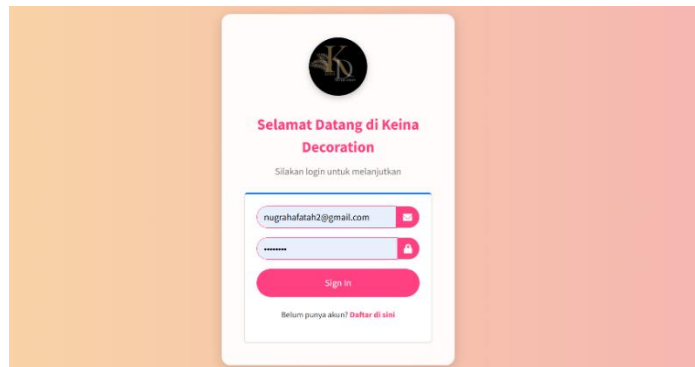 KD
Selamat Datang di Keina
Decoration
Silakan login untuk melanjutkan
nugrahafatah2@gmail.com
••••••••
Sign In
Belum punya akun? Daftar di sini